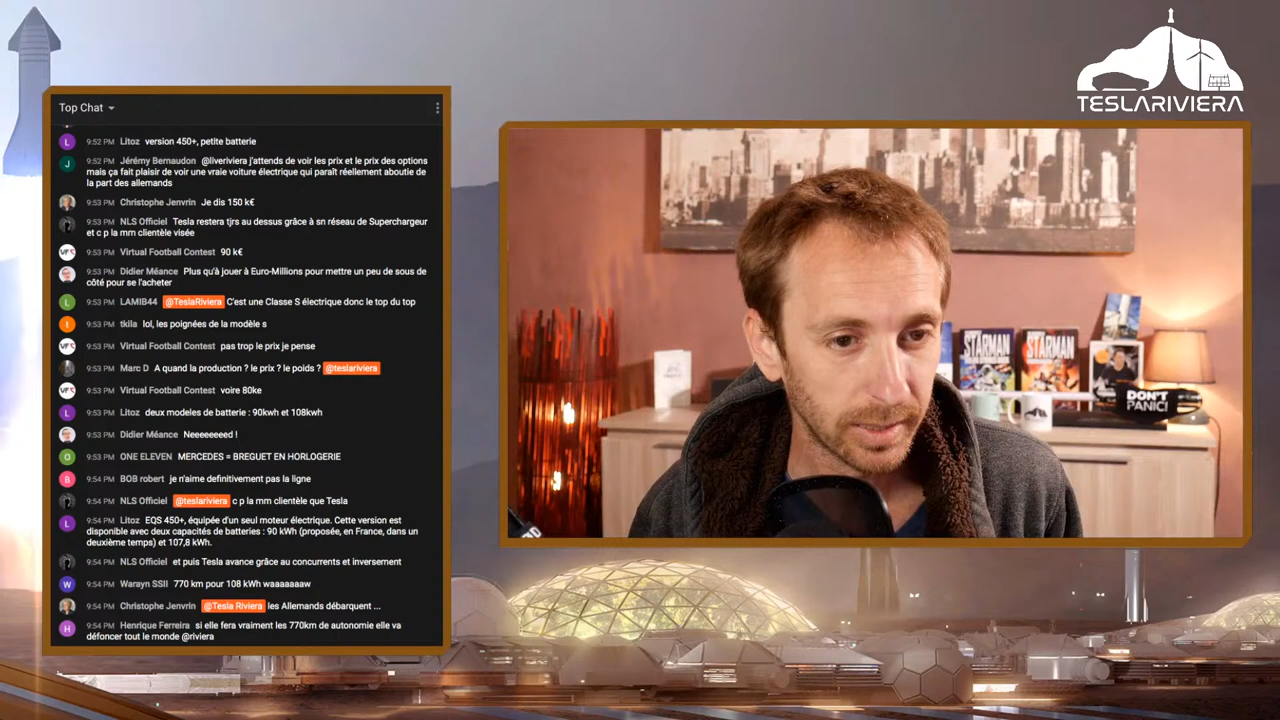 TESLARIVIERA
Top Chat
9:52 PM Litoz version 450+, petite batterie
9:52 PM Jérémy Bernaudon @liveriviera j'attends de voir les prix et le prix des options
mais ça fait plaisir de voir une vraie voiture électrique qui paraît réellement aboutie de
la part des allemands
9:53 PM Christophe Jenvrin Je dis 150 k€
9:53 PM NLS Officiel Tesla restera tjrs au dessus grâce à sn réseau de Superchargeur
et c p la mm clientèle visée
9:53 PM Virtual Football Contest 90 k€
9:53 PM Didier Méance Plus qu'à jouer à Euro-Millions pour mettre un peu de sous de
côté pour se l'acheter
9:53 PM LAMIB44 @TeslaRiviera C'est une Classe S électrique donc le top du top
9:53 PM tkila lol, les poignées de la modèle s
9:53 PM Virtual Football Contest pas trop le prix je pense
9:53 PM Marc D A quand la production ? le prix ? le poids ? @teslariviera
9:53 PM Virtual Football Contest voire 80ke
9:53 PM Litoz deux modeles de batterie : 90kwh et 108kwh
9:53 PM Didier Méance Neeeeeeeed !
9:53 PM ONE ELEVEN MERCEDES = BREGUET EN HORLOGERIE
9:54 PM BOB robert je n'aime definitivement pas la ligne
9:54 PM NLS Officiel @teslariviera c p la mm clientèle que Tesla
9:54 PM Litoz EQS 450+, équipée d'un seul moteur électrique. Cette version est
disponible avec deux capacités de batteries : 90 kWh (proposée, en France, dans un
deuxième temps) et 107,8 kWh.
9:54 PM NLS Officiel et puis Tesla avance grâce au concurrents et inversement
9:54 PM Warayn SSII 770 km pour 108 kWh waaaaaaaw
9:54 PM Christophe Jenvrin @Tesla Riviera les Allemands débarquent ...
9:54 PM Henrique Ferreira si elle fera vraiment les 770km de autonomie elle va
défoncer tout le monde @riviera
STARMAN
STARMAN
DON'T
PANIC!